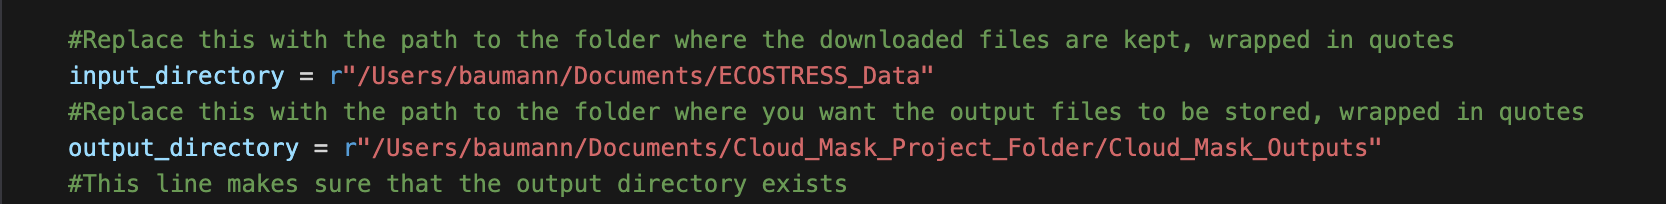 #Replace this with the path to the folder where the downloaded files are kept, wrapped in quotes
input_directory = r"/Users/baumann/Documents/ECOSTRESS_Data"
#Replace this with the path to the folder where you want the output files to be stored, wrapped in quotes
output_directory = r"/Users/baumann/Documents/Cloud_Mask_Project_Folder/Cloud_Mask_Outputs"
#This line makes sure that the output directory exists